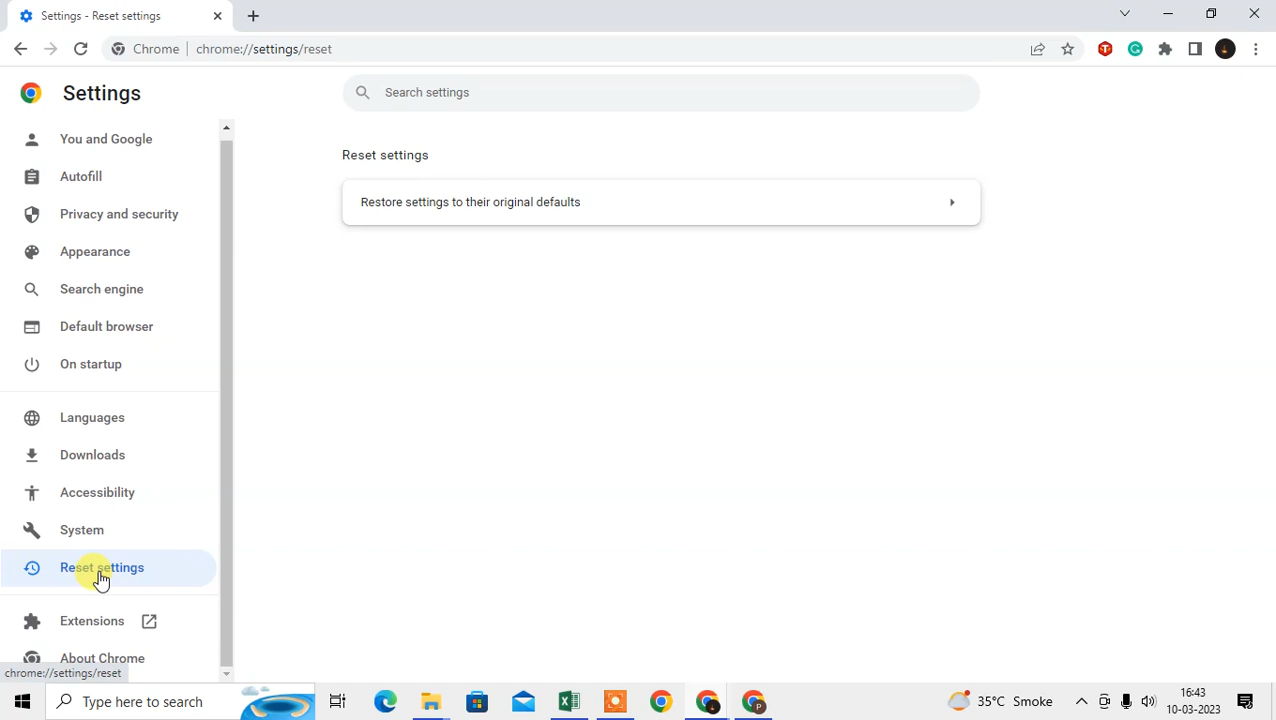 Settings - Reset settings
Chrome
chrome://settings/reset
Settings
Search settings
You and Google
Autofill
Privacy and security
Appearance
Search engine
Default browser
On startup
Languages
Downloads
Accessibility
System
Reset settings
Extensions
About Chrome
Reset settings
Restore settings to their original defaults
chrome://settings/reset
Type here to search
P
35°C Smoke
16:43
10-03-2023